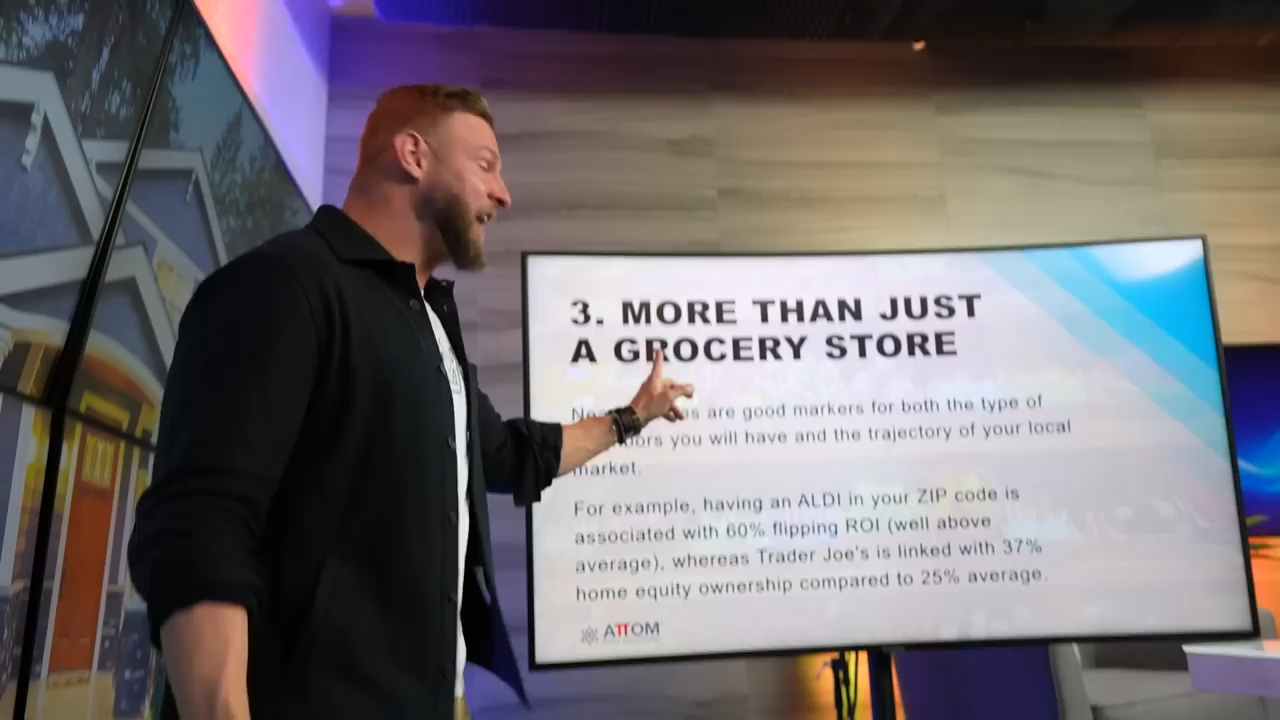 3. MORE THAN JUST
A GROCERY STORE
are good markers for both the type of
you will have and the trajectory of your local
market.
For example, having an ALDI in your ZIP code is
associated with 60% flipping ROI (well above
average), whereas Trader Joe's is linked with 37%
home equity ownership compared to 25% average.
ATTOM